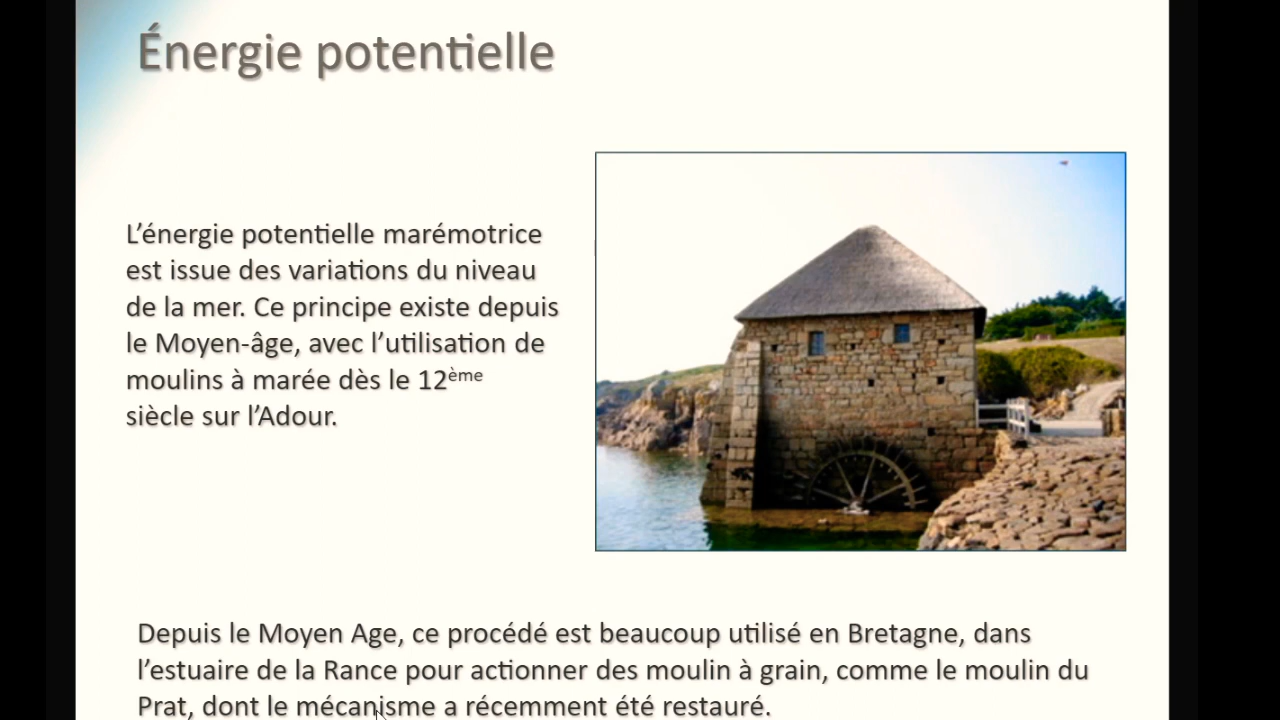 Énergie potentielle
L’énergie potentielle marémotrice
est issue des variations du niveau
de la mer. Ce principe existe depuis
le Moyen-âge, avec l’utilisation de
moulins à marée dès le 12ème
siècle sur l’Adour.
Depuis le Moyen Age, ce procédé est beaucoup utilisé en Bretagne, dans
l’estuaire de la Rance pour actionner des moulin à grain, comme le moulin du
Prat, dont le mécanisme a récemment été restauré.